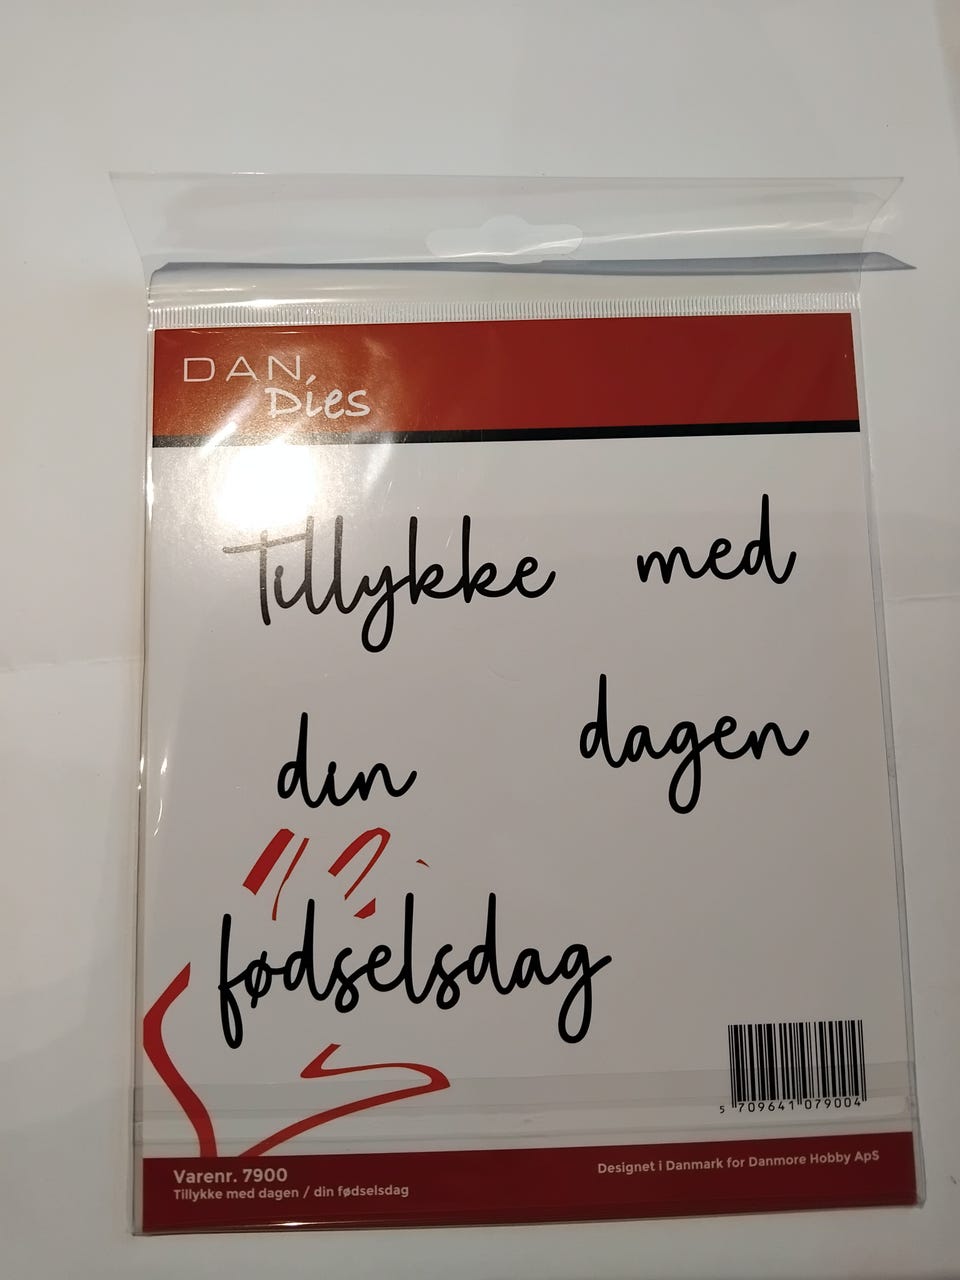 DAN
Dies
Tillykke med
din dagen
fødselsdag
5 709641 079004
Varenr. 7900
Tillykke med dagen / din fødselsdag
Designet i Danmark for Danmore Hobby ApS